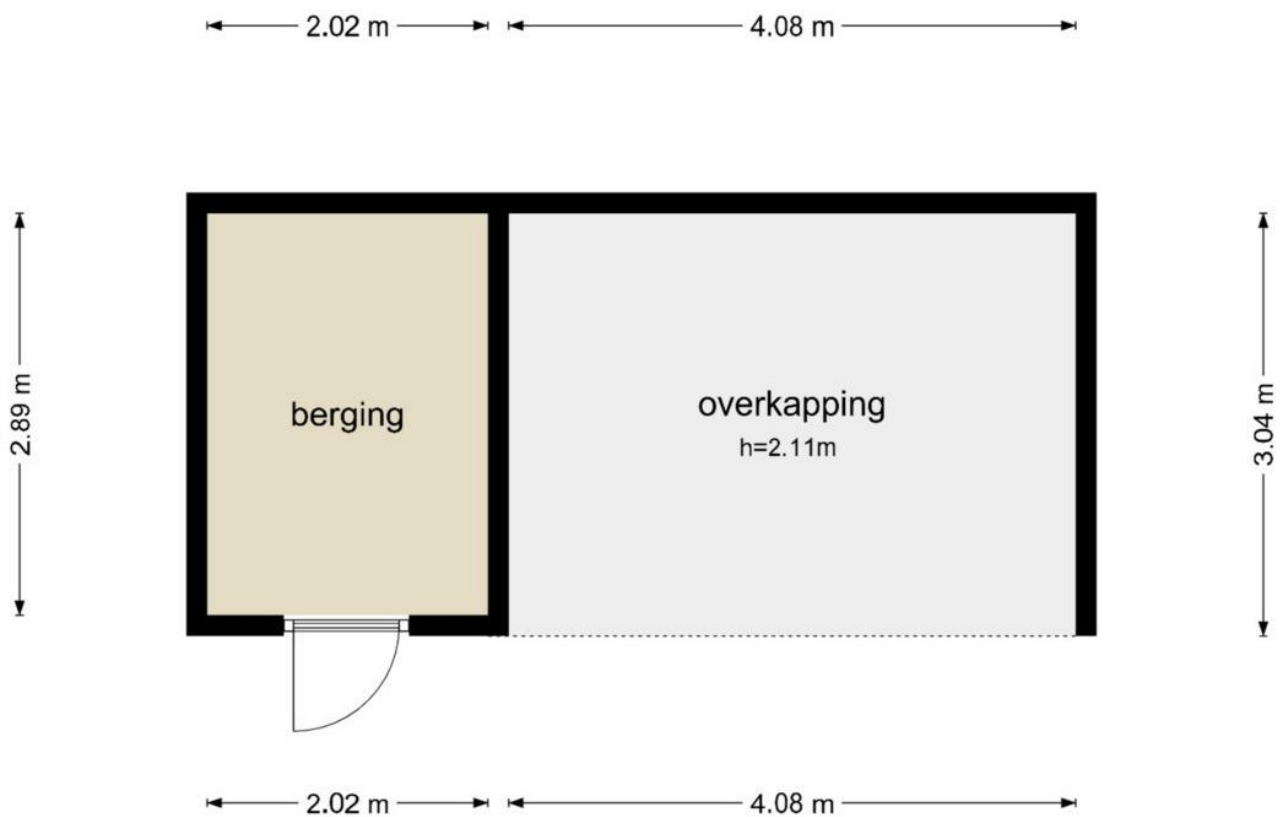 2.02 m
4.08 m
2.89 m
berging
overkapping
h=2.11m
3.04 m
2.02 m
4.08 m